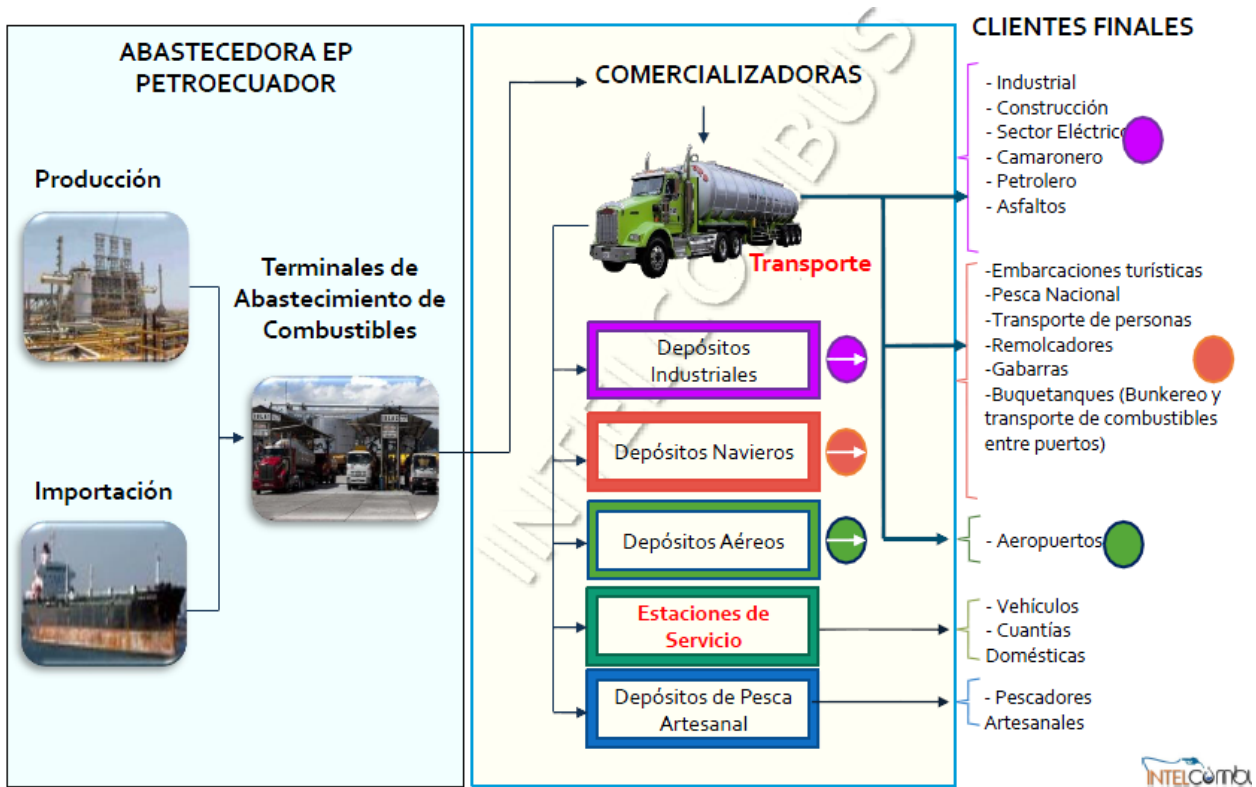 ABASTECEDORA EP
PETROECUADOR
Producción
Importación
Terminales de
Abastecimiento de
Combustibles
COMERCIALIZADORAS
Transporte
Depósitos
Industriales
Depósitos Navieros
Depósitos Aéreos
Estaciones de
Servicio
Depósitos de Pesca
Artesanal
CLIENTES FINALES
- Industrial
- Construcción
- Sector Eléctrico
- Camaronero
- Petrolero
- Asfaltos
-Embarcaciones turísticas
-Pesca Nacional
-Transporte de personas
-Remolcadores
-Gabarras
-Buquetanques (Bunkereo y
transporte de combustibles
entre puertos)
- Aeropuertos
- Vehículos
- Cuantías
Domésticas
- Pescadores
Artesanales
INTELCOMBUS
INTELCOmbu